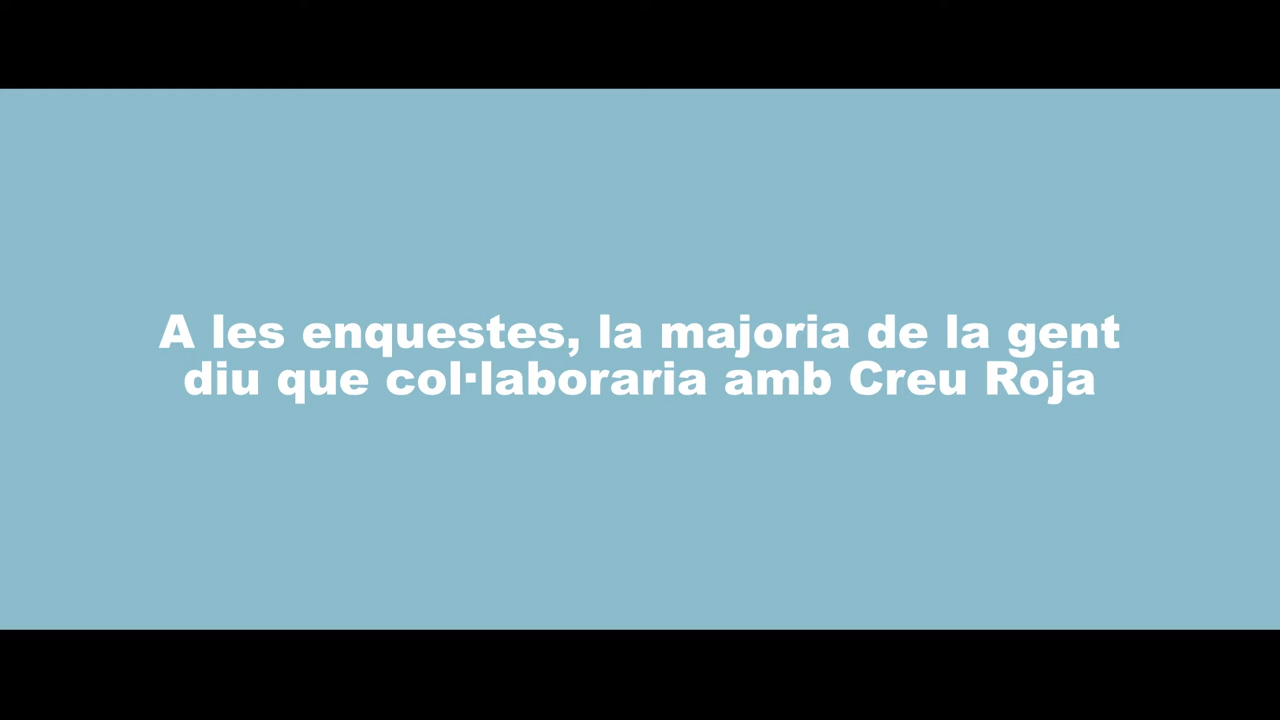 A les enquestes, la majoria de la gent
diu que col·laboraria amb Creu Roja